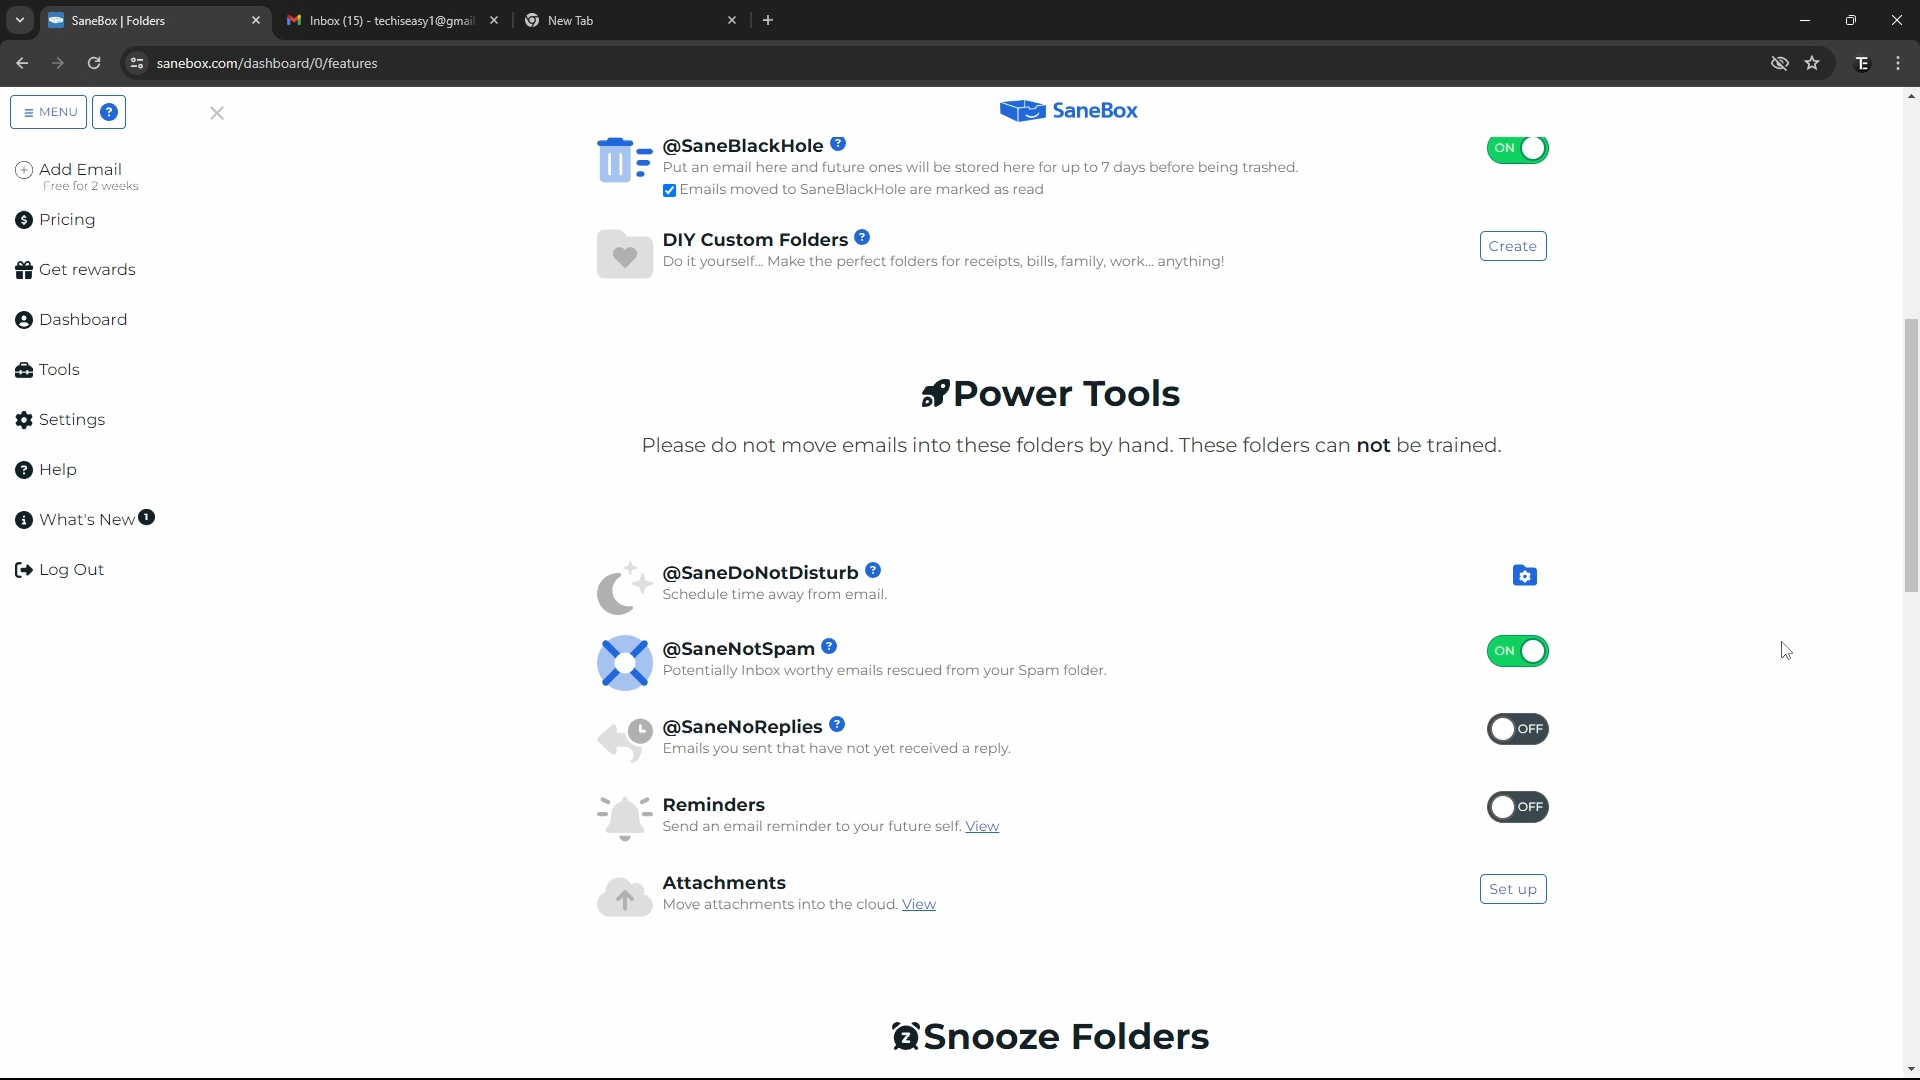 SaneBox | Folders
Inbox (15) - techiseasy1@gmai
New Tab
sanebox.com/dashboard/0/features
MENU
SaneBox
@SaneBlackHole
Put an email here and future ones will be stored here for up to 7 days before being trashed.
Emails moved to SaneBlackHole are marked as read
ON
DIY Custom Folders
Do it yourself... Make the perfect folders for receipts, bills, family, work... anything!
Create
Add Email
Free for 2 weeks
Pricing
Get rewards
Dashboard
Tools
Settings
Help
What's New 1
Log Out
Power Tools
Please do not move emails into these folders by hand. These folders can not be trained.
@SaneDoNotDisturb
Schedule time away from email.
@SaneNotSpam
Potentially Inbox worthy emails rescued from your Spam folder.
ON
@SaneNoReplies
Emails you sent that have not yet received a reply.
OFF
Reminders
Send an email reminder to your future self. View
OFF
Attachments
Move attachments into the cloud. View
Set up
Snooze Folders